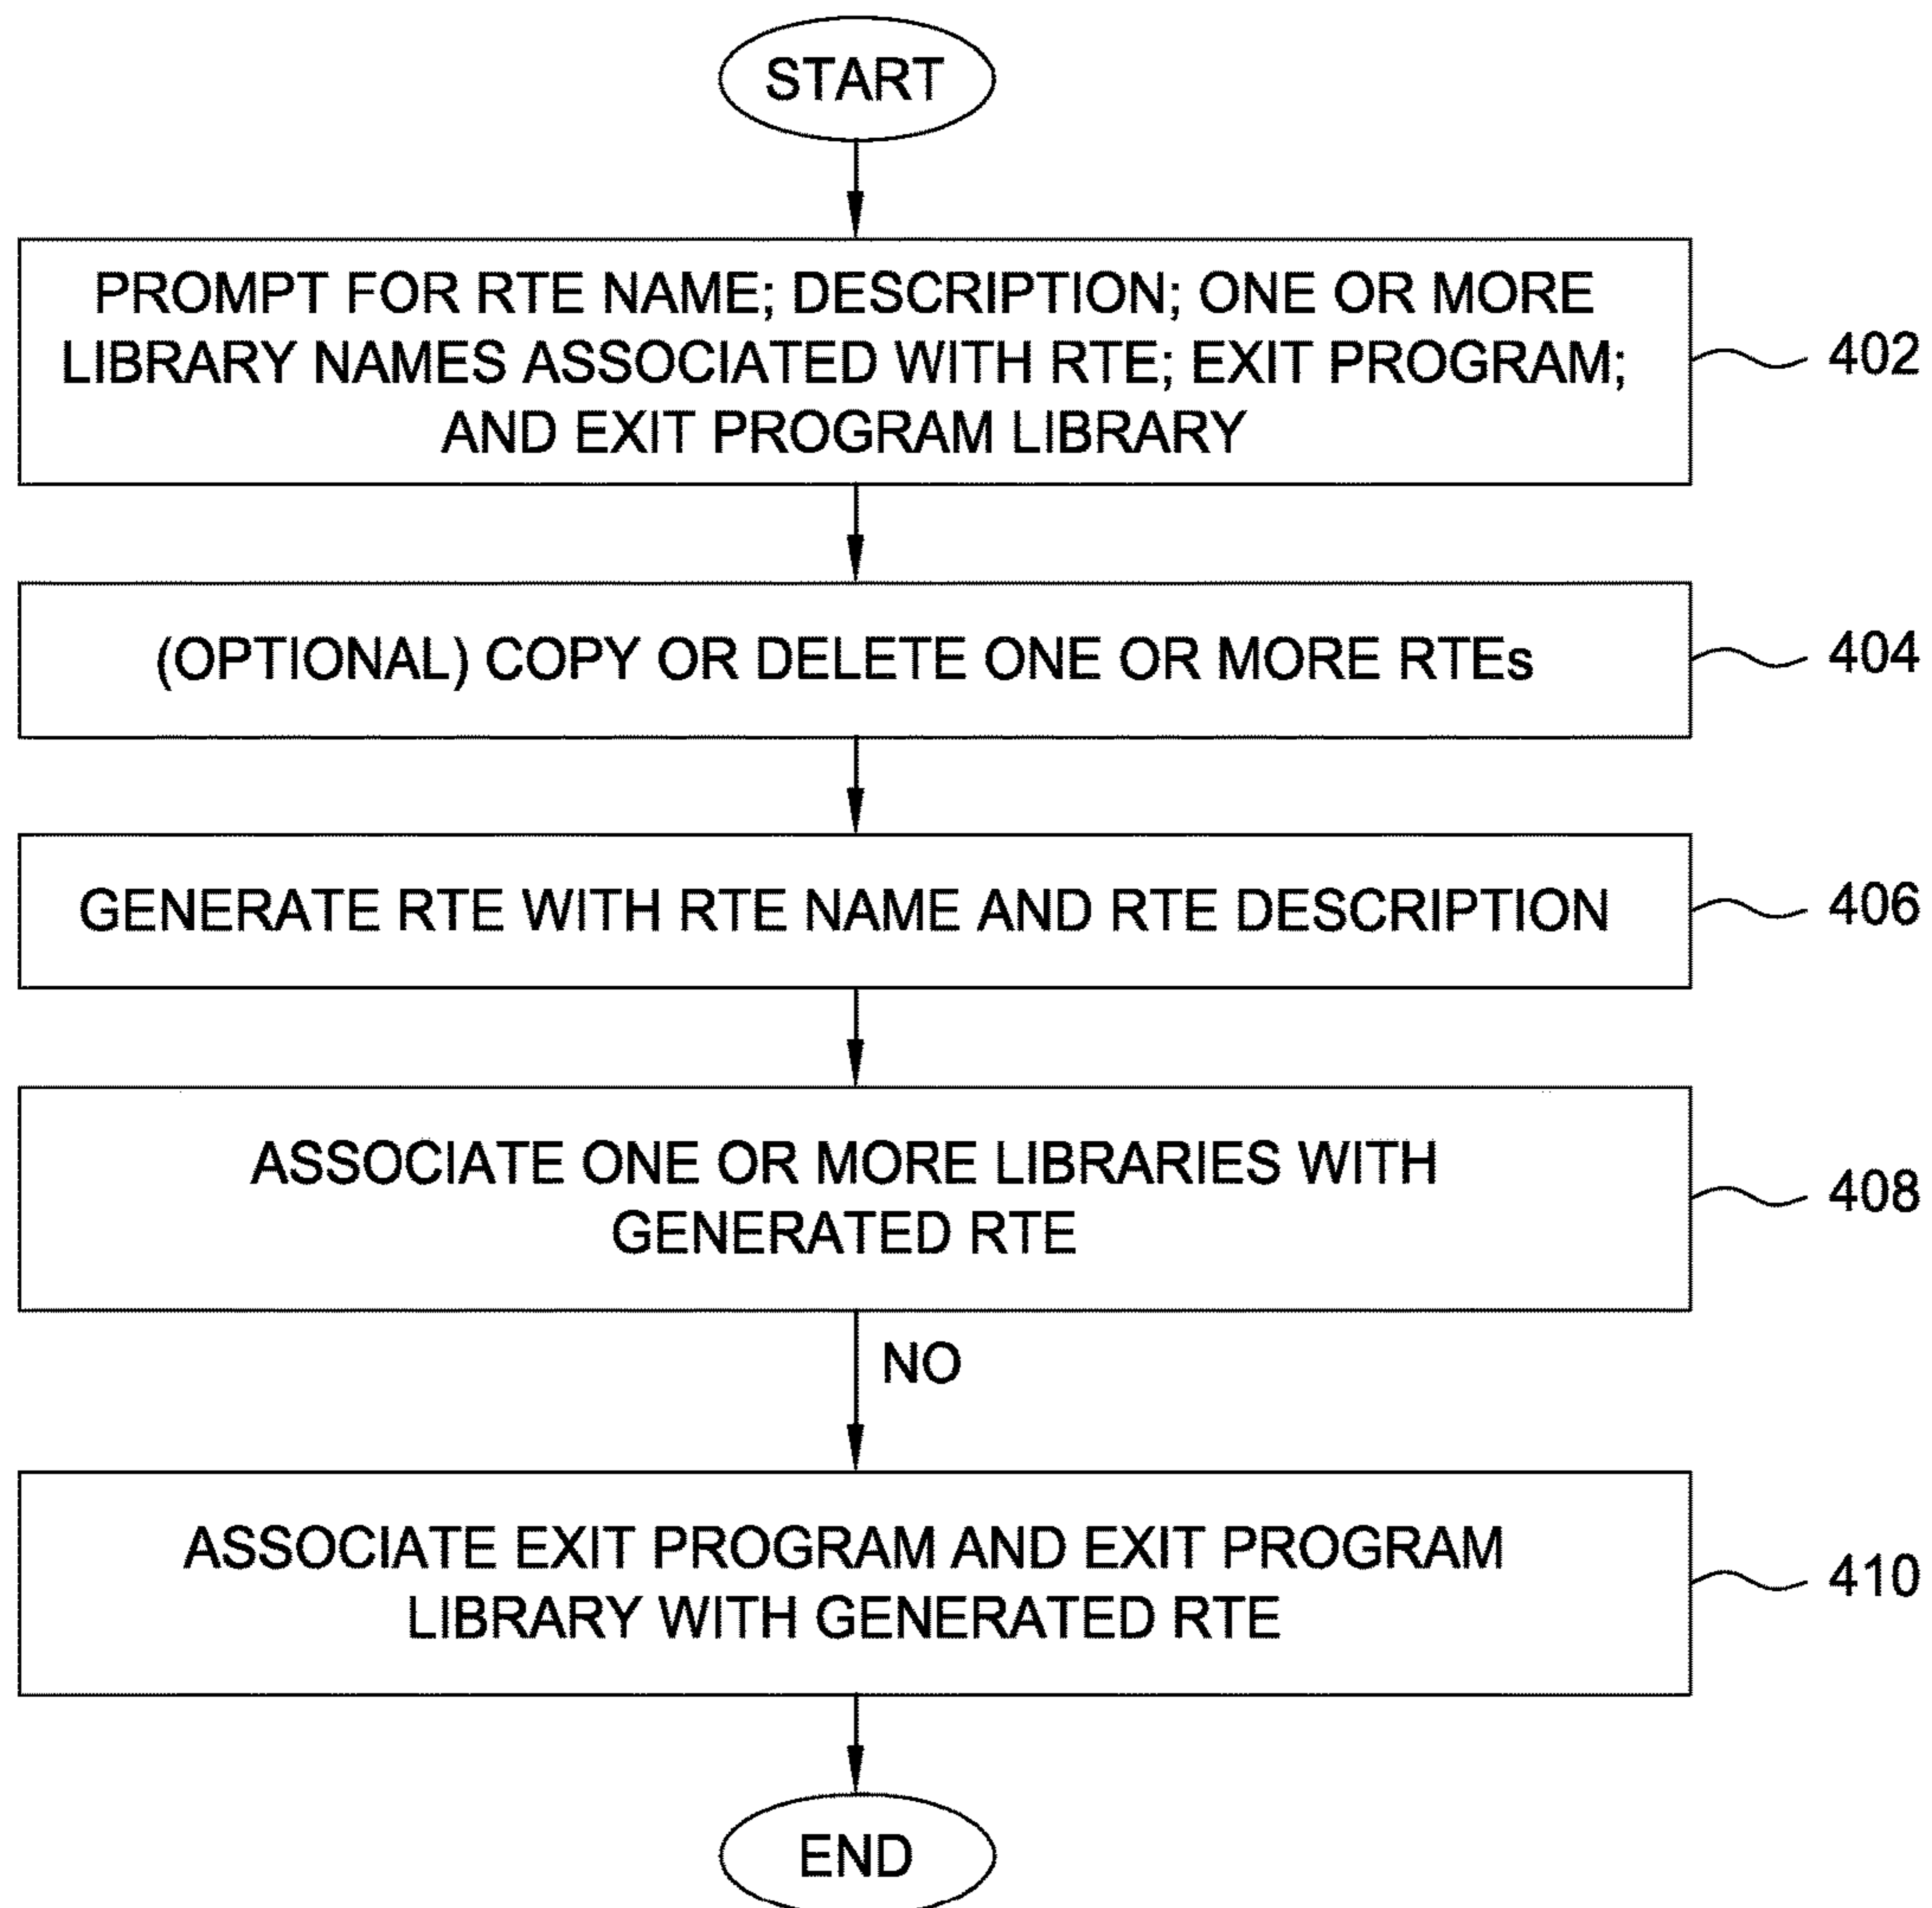 START
PROMPT FOR RTE NAME; DESCRIPTION; ONE OR MORE
LIBRARY NAMES ASSOCIATED WITH RTE; EXIT PROGRAM;
AND EXIT PROGRAM LIBRARY
402
(OPTIONAL) COPY OR DELETE ONE OR MORE RTEs
404
GENERATE RTE WITH RTE NAME AND RTE DESCRIPTION
406
ASSOCIATE ONE OR MORE LIBRARIES WITH
GENERATED RTE
408
NO
ASSOCIATE EXIT PROGRAM AND EXIT PROGRAM
LIBRARY WITH GENERATED RTE
410
END